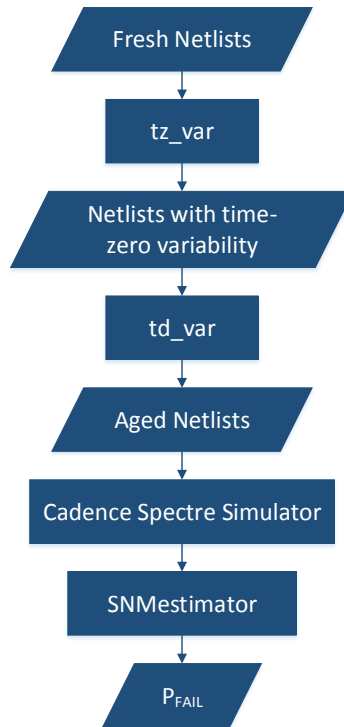 Fresh Netlists
tz_var
Netlists with time-
zero variability
td_var
Aged Netlists
Cadence Spectre Simulator
SNMestimator
PFAIL